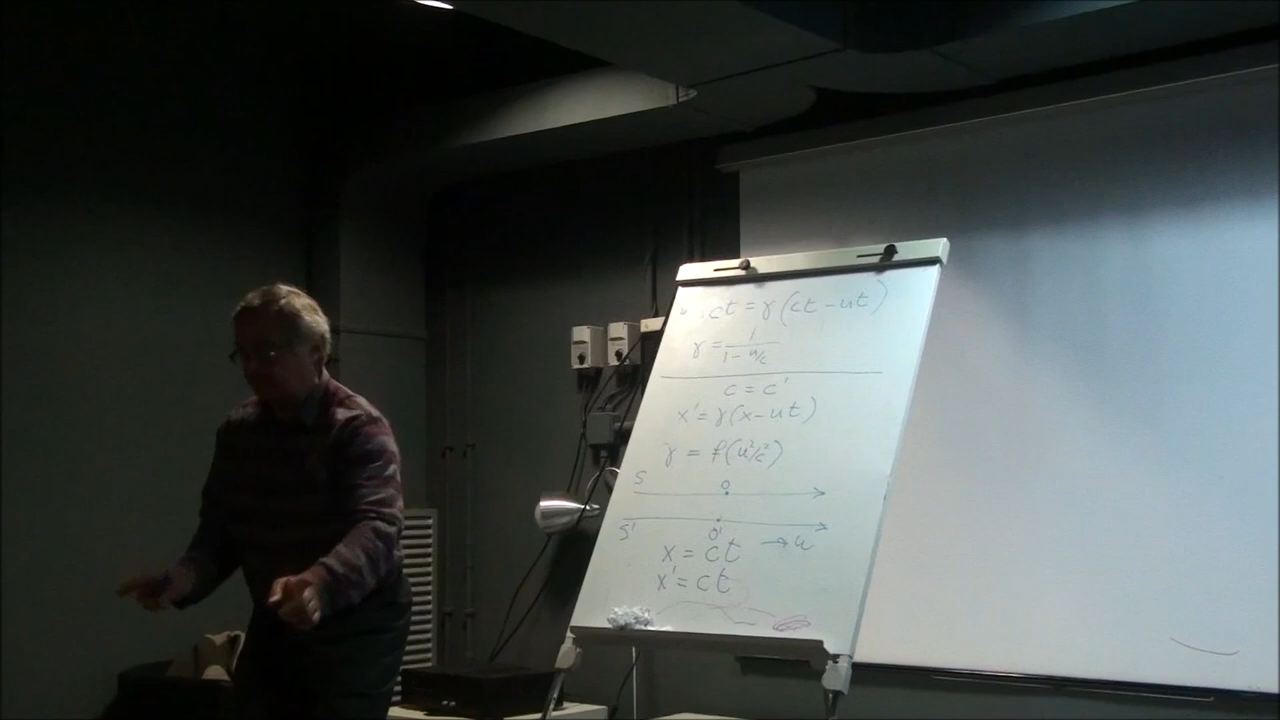 ct = γ(ct - ut)
γ = 1/(1 - u/c)
c = c'
x' = γ(x - ut)
γ = f(u²/c²)
S O
S' O' → u
x = ct
x' = ct